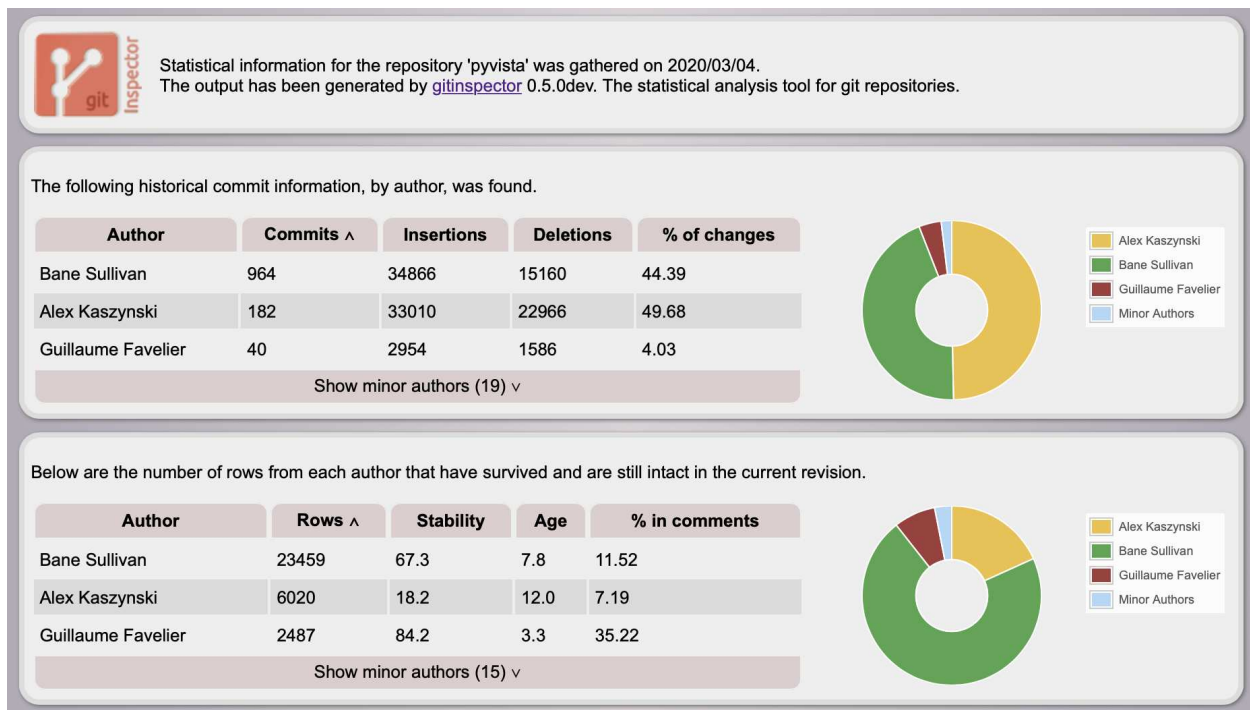 git
Inspector
Statistical information for the repository 'pyvista' was gathered on 2020/03/04.
The output has been generated by gitinspector 0.5.0dev. The statistical analysis tool for git repositories.
The following historical commit information, by author, was found.
Author Commits ∧ Insertions Deletions % of changes
Bane Sullivan 964 34866 15160 44.39
Alex Kaszynski 182 33010 22966 49.68
Guillaume Favelier 40 2954 1586 4.03
Show minor authors (19) ∨
Alex Kaszynski
Bane Sullivan
Guillaume Favelier
Minor Authors
Below are the number of rows from each author that have survived and are still intact in the current revision.
Author Rows ∧ Stability Age % in comments
Bane Sullivan 23459 67.3 7.8 11.52
Alex Kaszynski 6020 18.2 12.0 7.19
Guillaume Favelier 2487 84.2 3.3 35.22
Show minor authors (15) ∨
Alex Kaszynski
Bane Sullivan
Guillaume Favelier
Minor Authors